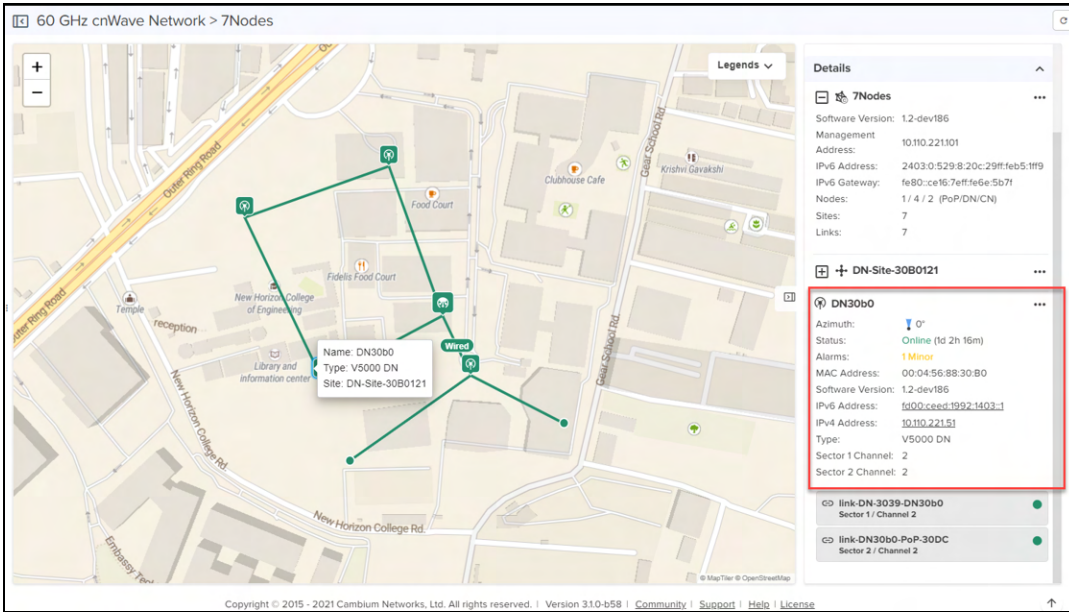 60 GHz cnWave Network > 7Nodes
+
−
Legends
Outer Ring Road
Outer Ring Road
Gear School Rd
Gear School Rd
Krishvi Gavakshi
Clubhouse Cafe
Food Court
Fidelis Food Court
New Horizon College
of Engineering
Temple
reception
Library and
information center
Wired
Name: DN30b0
Type: V5000 DN
Site: DN-Site-30B0121
New Horizon College Rd.
New Horizon College Rd.
Embassy Tech
© MapTiler © OpenStreetMap
Details
7Nodes
Software Version: 1.2-dev186
Management
Address: 10.110.221.101
IPv6 Address: 2403:0:529:8:20c:29ff:feb5:1ff9
IPv6 Gateway: fe80::ce16:7eff:fe6e:5b7f
Nodes: 1 / 4 / 2 (PoP/DN/CN)
Sites: 7
Links: 7
DN-Site-30B0121
DN30b0
Azimuth: 0°
Status: Online (1d 2h 16m)
Alarms: 1 Minor
MAC Address: 00:04:56:88:30:B0
Software Version: 1.2-dev186
IPv6 Address: fd00:ceed:1992:1403::1
IPv4 Address: 10.110.221.51
Type: V5000 DN
Sector 1 Channel: 2
Sector 2 Channel: 2
link-DN-3039-DN30b0
Sector 1 / Channel 2
link-DN30b0-PoP-30DC
Sector 2 / Channel 2
Copyright © 2015 - 2021 Cambium Networks, Ltd. All rights reserved. | Version 3.1.0-b58 | Community | Support | Help | License